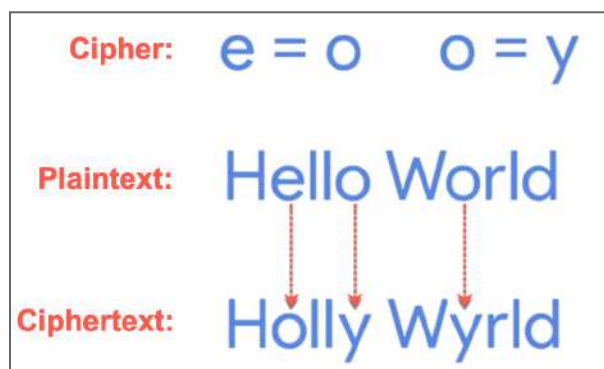 Cipher: e = o o = y
Plaintext: Hello World
Ciphertext: Holly Wyrld